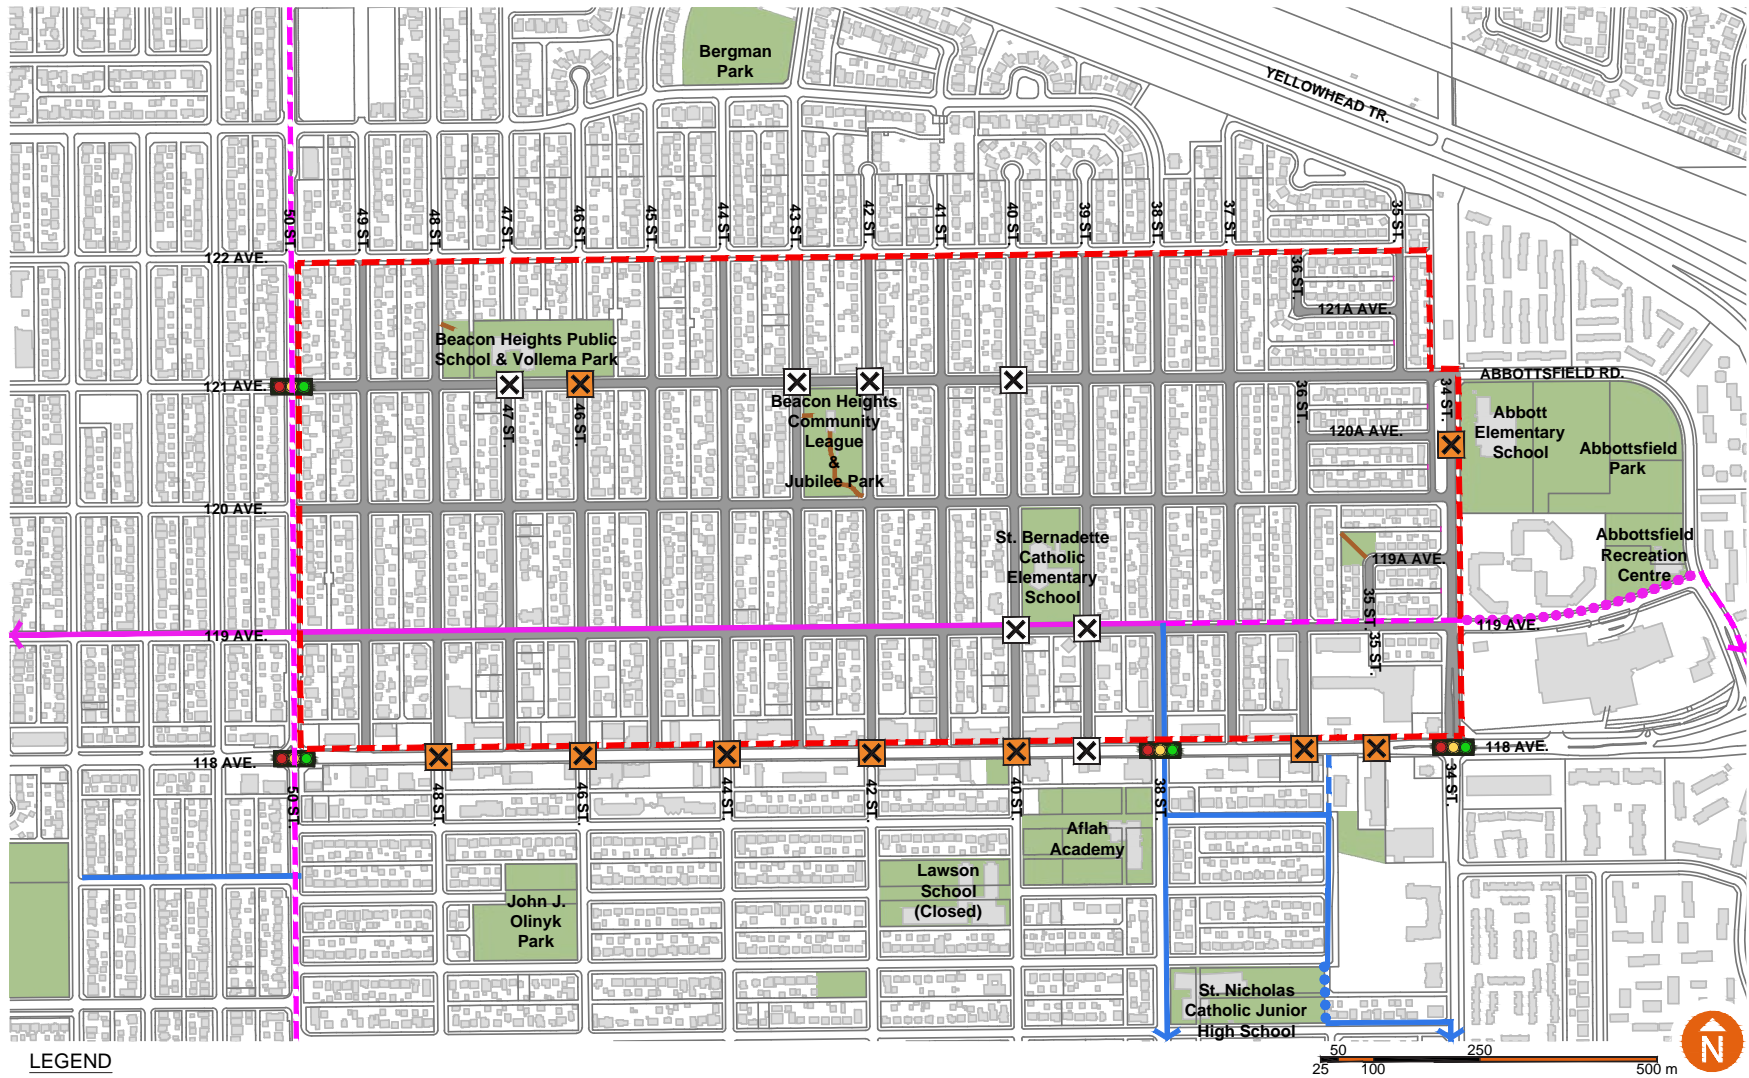 Bergman
Park
YELLOWHEAD TR.
50 ST.
49 ST.
48 ST.
47 ST.
46 ST.
45 ST.
44 ST.
43 ST.
42 ST.
41 ST.
40 ST.
39 ST.
38 ST.
37 ST.
35 ST.
122 AVE.
36 ST.
121A AVE.
Beacon Heights Public
School & Vollema Park
121 AVE.
ABBOTTSFIELD RD.
47 ST.
46 ST.
Beacon Heights
Community
League
&
Jubilee Park
36 ST.
34 ST.
120A AVE.
Abbott
Elementary
School
Abbottsfield
Park
120 AVE.
St. Bernadette
Catholic
Elementary
School
119A AVE.
Abbottsfield
Recreation
Centre
35 ST.
119 AVE.
119 AVE.
35 ST.
118 AVE.
118 AVE.
50 ST.
48 ST.
46 ST.
44 ST.
42 ST.
40 ST.
38 ST.
34 ST.
Aflah
Academy
Lawson
School
(Closed)
John J.
Olinyk
Park
St. Nicholas
Catholic Junior
High School
LEGEND
50
250
25
100
500 m
N